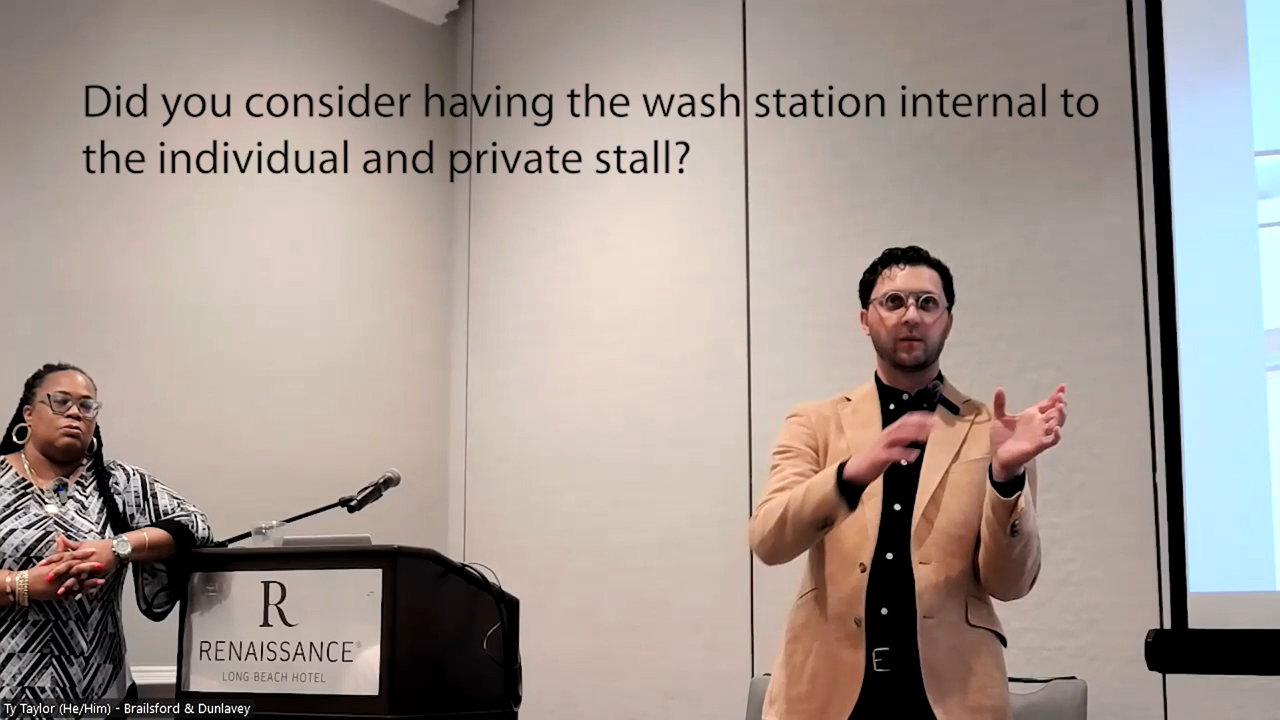 Did you consider having the wash station internal to
the individual and private stall?
R
RENAISSANCE®
LONG BEACH HOTEL
Ty Taylor (He/Him) - Brailsford & Dunlavey